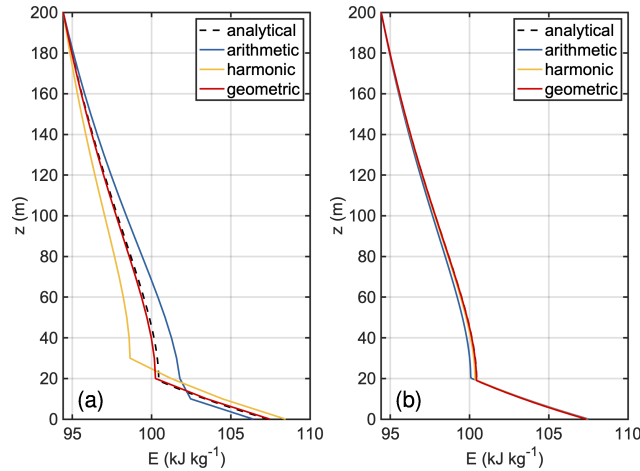 200
180
160
140
120
100
80
60
40
20
0
z (m)
95
100
105
110
E (kJ kg⁻¹)
analytical
arithmetic
harmonic
geometric
(a)
200
180
160
140
120
100
80
60
40
20
0
z (m)
95
100
105
110
E (kJ kg⁻¹)
analytical
arithmetic
harmonic
geometric
(b)